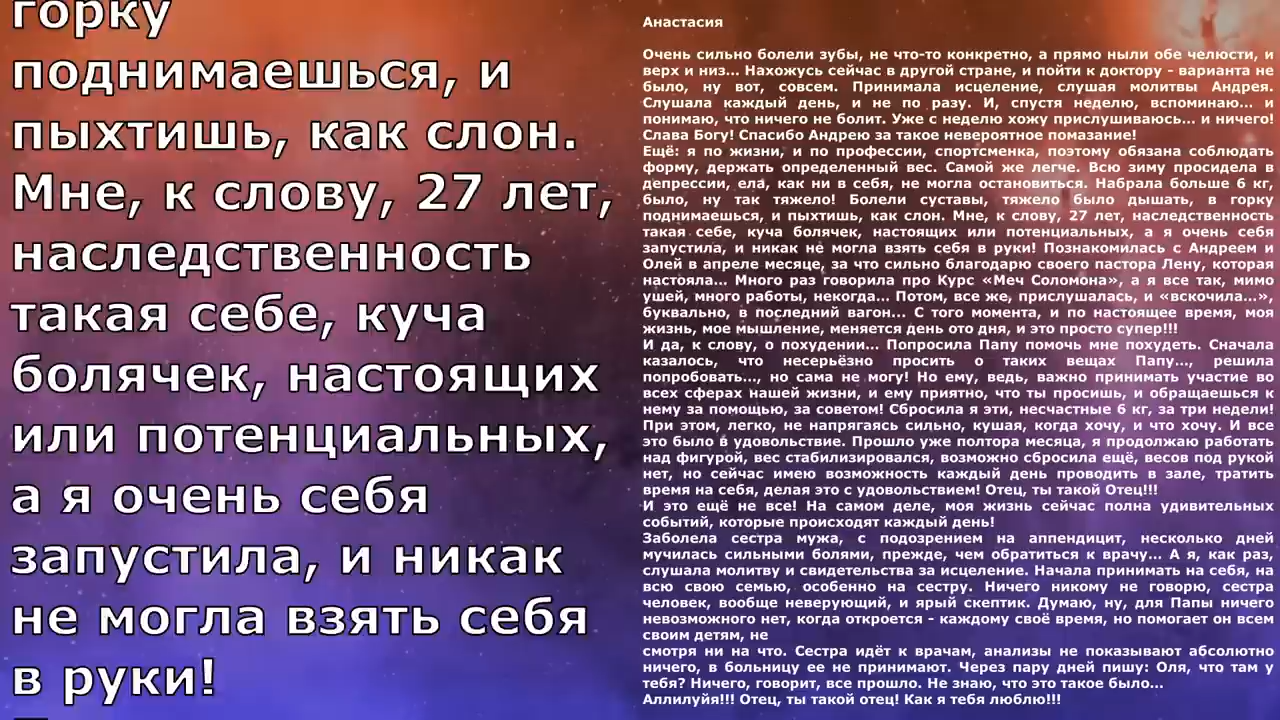 горку
поднимаешься, и
пыхтишь, как слон.
Мне, к слову, 27 лет,
наследственность
такая себе, куча
болячек, настоящих
или потенциальных,
а я очень себя
запустила, и никак
не могла взять себя
в руки!
Анастасия
Очень сильно болели зубы, не что-то конкретно, а прямо ныли обе челюсти, и
верх и низ... Нахожусь сейчас в другой стране, и пойти к доктору - варианта не
было, ну вот, совсем. Принимала исцеление, слушая молитвы Андрея.
Слушала каждый день, и не по разу. И, спустя неделю, вспоминаю... и
понимаю, что ничего не болит. Уже с неделю хожу прислушиваюсь... и ничего!
Слава Богу! Спасибо Андрею за такое невероятное помазание!
Ещё: я по жизни, и по профессии, спортсменка, поэтому обязана соблюдать
форму, держать определенный вес. Самой же легче. Всю зиму просидела в
депрессии, ела, как ни в себя, не могла остановиться. Набрала больше 6 кг,
было, ну так тяжело! Болели суставы, тяжело было дышать, в горку
поднимаешься, и пыхтишь, как слон. Мне, к слову, 27 лет, наследственность
такая себе, куча болячек, настоящих или потенциальных, а я очень себя
запустила, и никак не могла взять себя в руки! Познакомилась с Андреем и
Олей в апреле месяце, за что сильно благодарю своего пастора Лену, которая
настояла... Много раз говорила про Курс «Меч Соломона», а я все так, мимо
ушей, много работы, некогда... Потом, все же, прислушалась, и «вскочила...»,
буквально, в последний вагон... С того момента, и по настоящее время, моя
жизнь, мое мышление, меняется день ото дня, и это просто супер!!!
И да, к слову, о похудении... Попросила Папу помочь мне похудеть. Сначала
казалось, что несерьёзно просить о таких вещах Папу..., решила
попробовать..., но сама не могу! Но ему, ведь, важно принимать участие во
всех сферах нашей жизни, и ему приятно, что ты просишь, и обращаешься к
нему за помощью, за советом! Сбросила я эти, несчастные 6 кг, за три недели!
При этом, легко, не напрягаясь сильно, кушая, когда хочу, и что хочу. И все
это было в удовольствие. Прошло уже полтора месяца, я продолжаю работать
над фигурой, вес стабилизировался, возможно сбросила ещё, весов под рукой
нет, но сейчас имею возможность каждый день проводить в зале, тратить
время на себя, делая это с удовольствием! Отец, ты такой Отец!!!
И это ещё не все! На самом деле, моя жизнь сейчас полна удивительных
событий, которые происходят каждый день!
Заболела сестра мужа, с подозрением на аппендицит, несколько дней
мучилась сильными болями, прежде, чем обратиться к врачу... А я, как раз,
слушала молитву и свидетельства за исцеление. Начала принимать на себя, на
всю свою семью, особенно на сестру. Ничего никому не говорю, сестра
человек, вообще неверующий, и ярый скептик. Думаю, ну, для Папы ничего
невозможного нет, когда откроется - каждому своё время, но помогает он всем
своим детям, не
смотря ни на что. Сестра идёт к врачам, анализы не показывают абсолютно
ничего, в больницу ее не принимают. Через пару дней пишу: Оля, что там у
тебя? Ничего, говорит, все прошло. Не знаю, что это такое было...
Аллилуйя!!! Отец, ты такой отец! Как я тебя люблю!!!